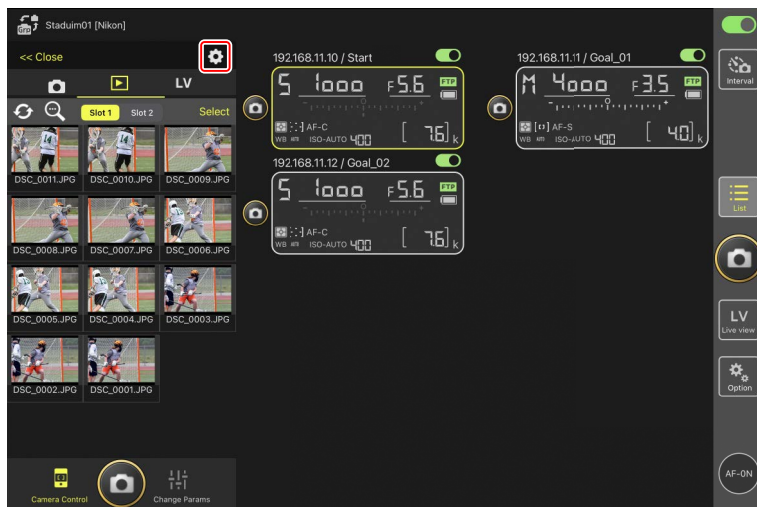 Grp Staduim01 [Nikon]
<< Close
LV
Slot 1 Slot 2 Select
DSC_0011.JPG DSC_0010.JPG DSC_0009.JPG
DSC_0008.JPG DSC_0007.JPG DSC_0006.JPG
DSC_0005.JPG DSC_0004.JPG DSC_0003.JPG
DSC_0002.JPG DSC_0001.JPG
Camera Control Change Params
192.168.11.10 / Start
S 1000 F5.6 FTP
AF-C
WB AUTO ISO-AUTO 400 [ 7.6] k
192.168.11.11 / Goal_01
M 4000 F3.5 FTP
AF-S
WB AUTO ISO-AUTO 400 [ 4.0] k
192.168.11.12 / Goal_02
S 1000 F5.6 FTP
AF-C
WB AUTO ISO-AUTO 400 [ 7.6] k
Interval
List
LV
Live view
Option
AF-ON